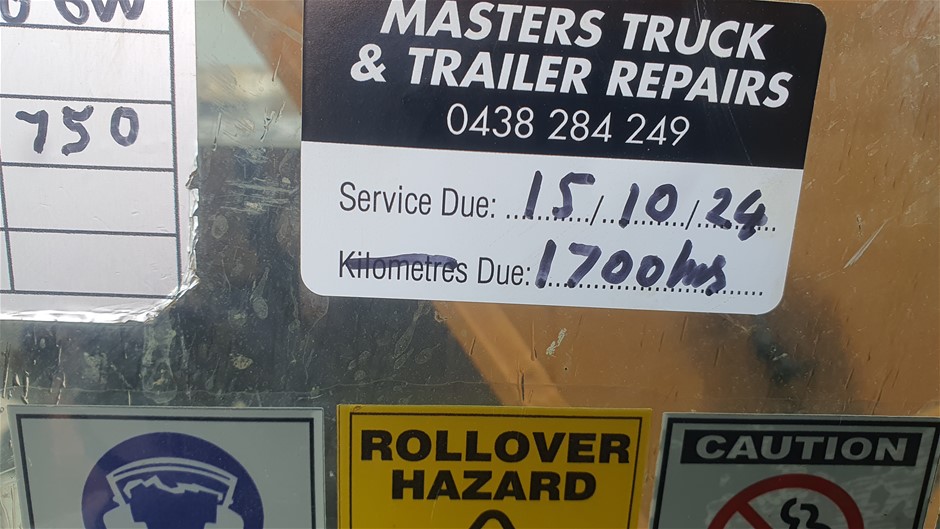 750
MASTERS TRUCK
& TRAILER REPAIRS
0438 284 249
Service Due: 15/10/24
Kilometres Due: 1700hrs
ROLLOVER
HAZARD
CAUTION